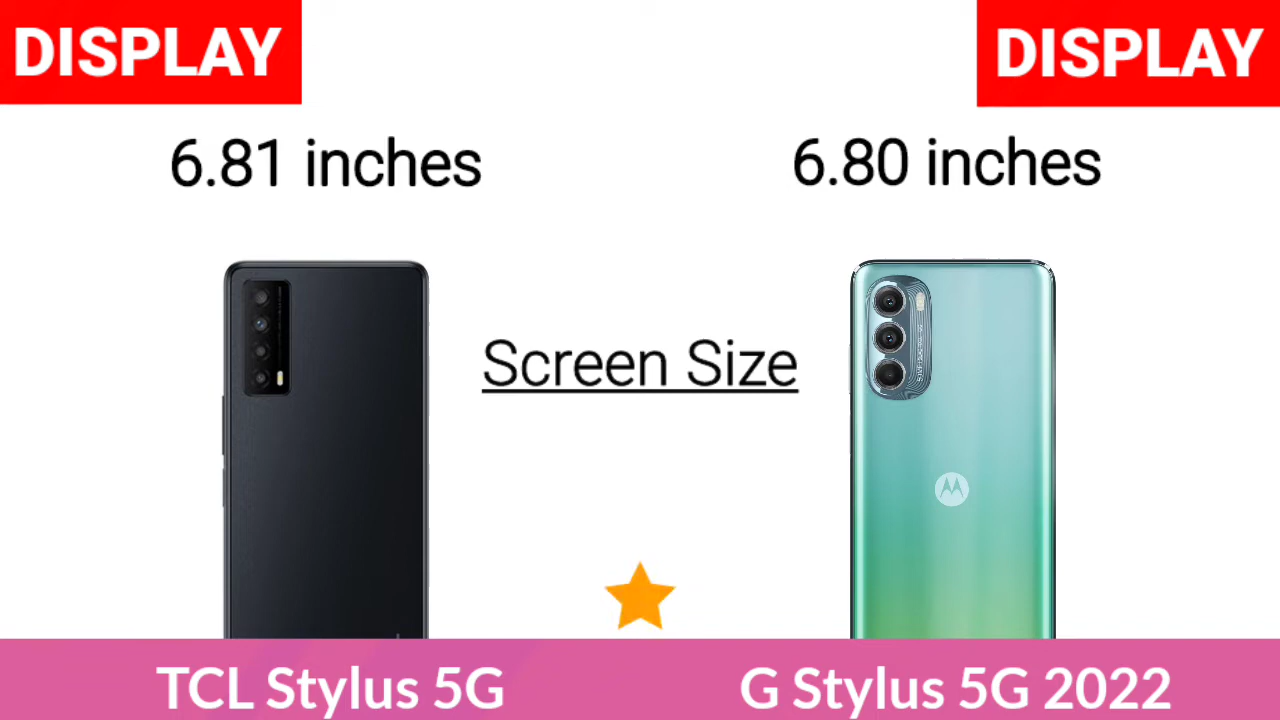 DISPLAY
DISPLAY
6.81 inches
6.80 inches
Screen Size
TCL Stylus 5G
G Stylus 5G 2022